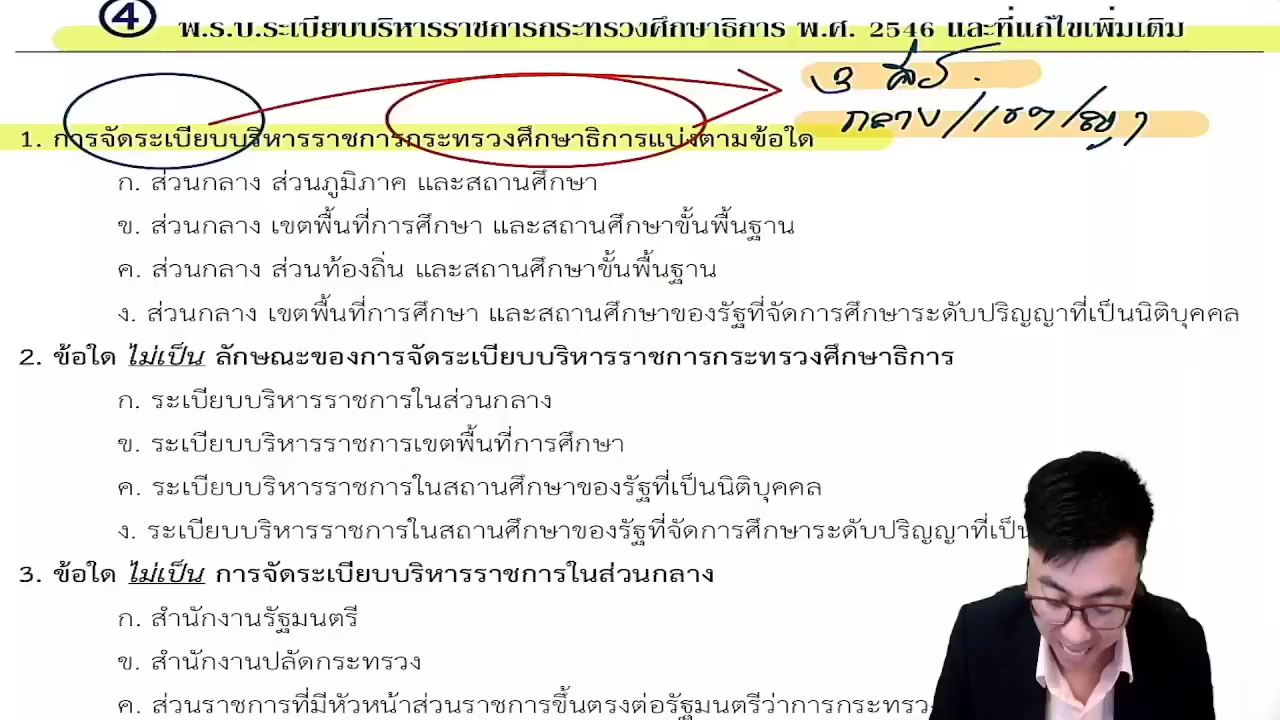 4 พ.ร.บ.ระเบียบบริหารราชการกระทรวงศึกษาธิการ พ.ศ. 2546 และที่แก้ไขเพิ่มเติม
3
กลาง/เขต/
1. การจัดระเบียบบริหารราชการกระทรวงศึกษาธิการแบ่งตามข้อใด
ก. ส่วนกลาง ส่วนภูมิภาค และสถานศึกษา
ข. ส่วนกลาง เขตพื้นที่การศึกษา และสถานศึกษาขั้นพื้นฐาน
ค. ส่วนกลาง ส่วนท้องถิ่น และสถานศึกษาขั้นพื้นฐาน
ง. ส่วนกลาง เขตพื้นที่การศึกษา และสถานศึกษาของรัฐที่จัดการศึกษาระดับปริญญาที่เป็นนิติบุคคล
2. ข้อใด ไม่เป็น ลักษณะของการจัดระเบียบบริหารราชการกระทรวงศึกษาธิการ
ก. ระเบียบบริหารราชการในส่วนกลาง
ข. ระเบียบบริหารราชการเขตพื้นที่การศึกษา
ค. ระเบียบบริหารราชการในสถานศึกษาของรัฐที่เป็นนิติบุคคล
ง. ระเบียบบริหารราชการในสถานศึกษาของรัฐที่จัดการศึกษาระดับปริญญาที่เป็น
3. ข้อใด ไม่เป็น การจัดระเบียบบริหารราชการในส่วนกลาง
ก. สำนักงานรัฐมนตรี
ข. สำนักงานปลัดกระทรวง
ค. ส่วนราชการที่มีหัวหน้าส่วนราชการขึ้นตรงต่อรัฐมนตรีว่าการกระทรวง